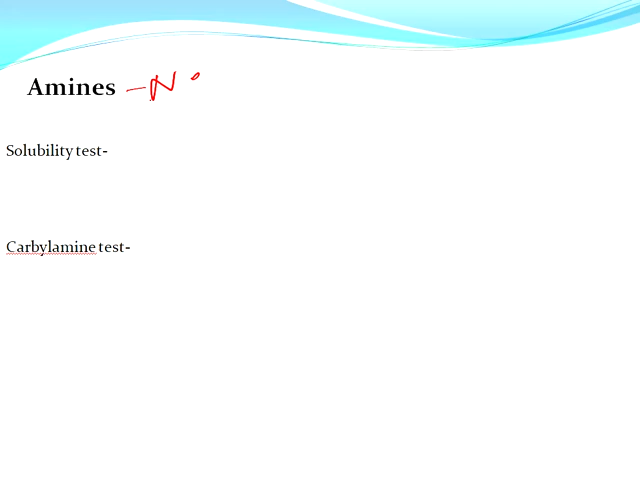 Amines -N
Solubility test-
Carbylamine test-